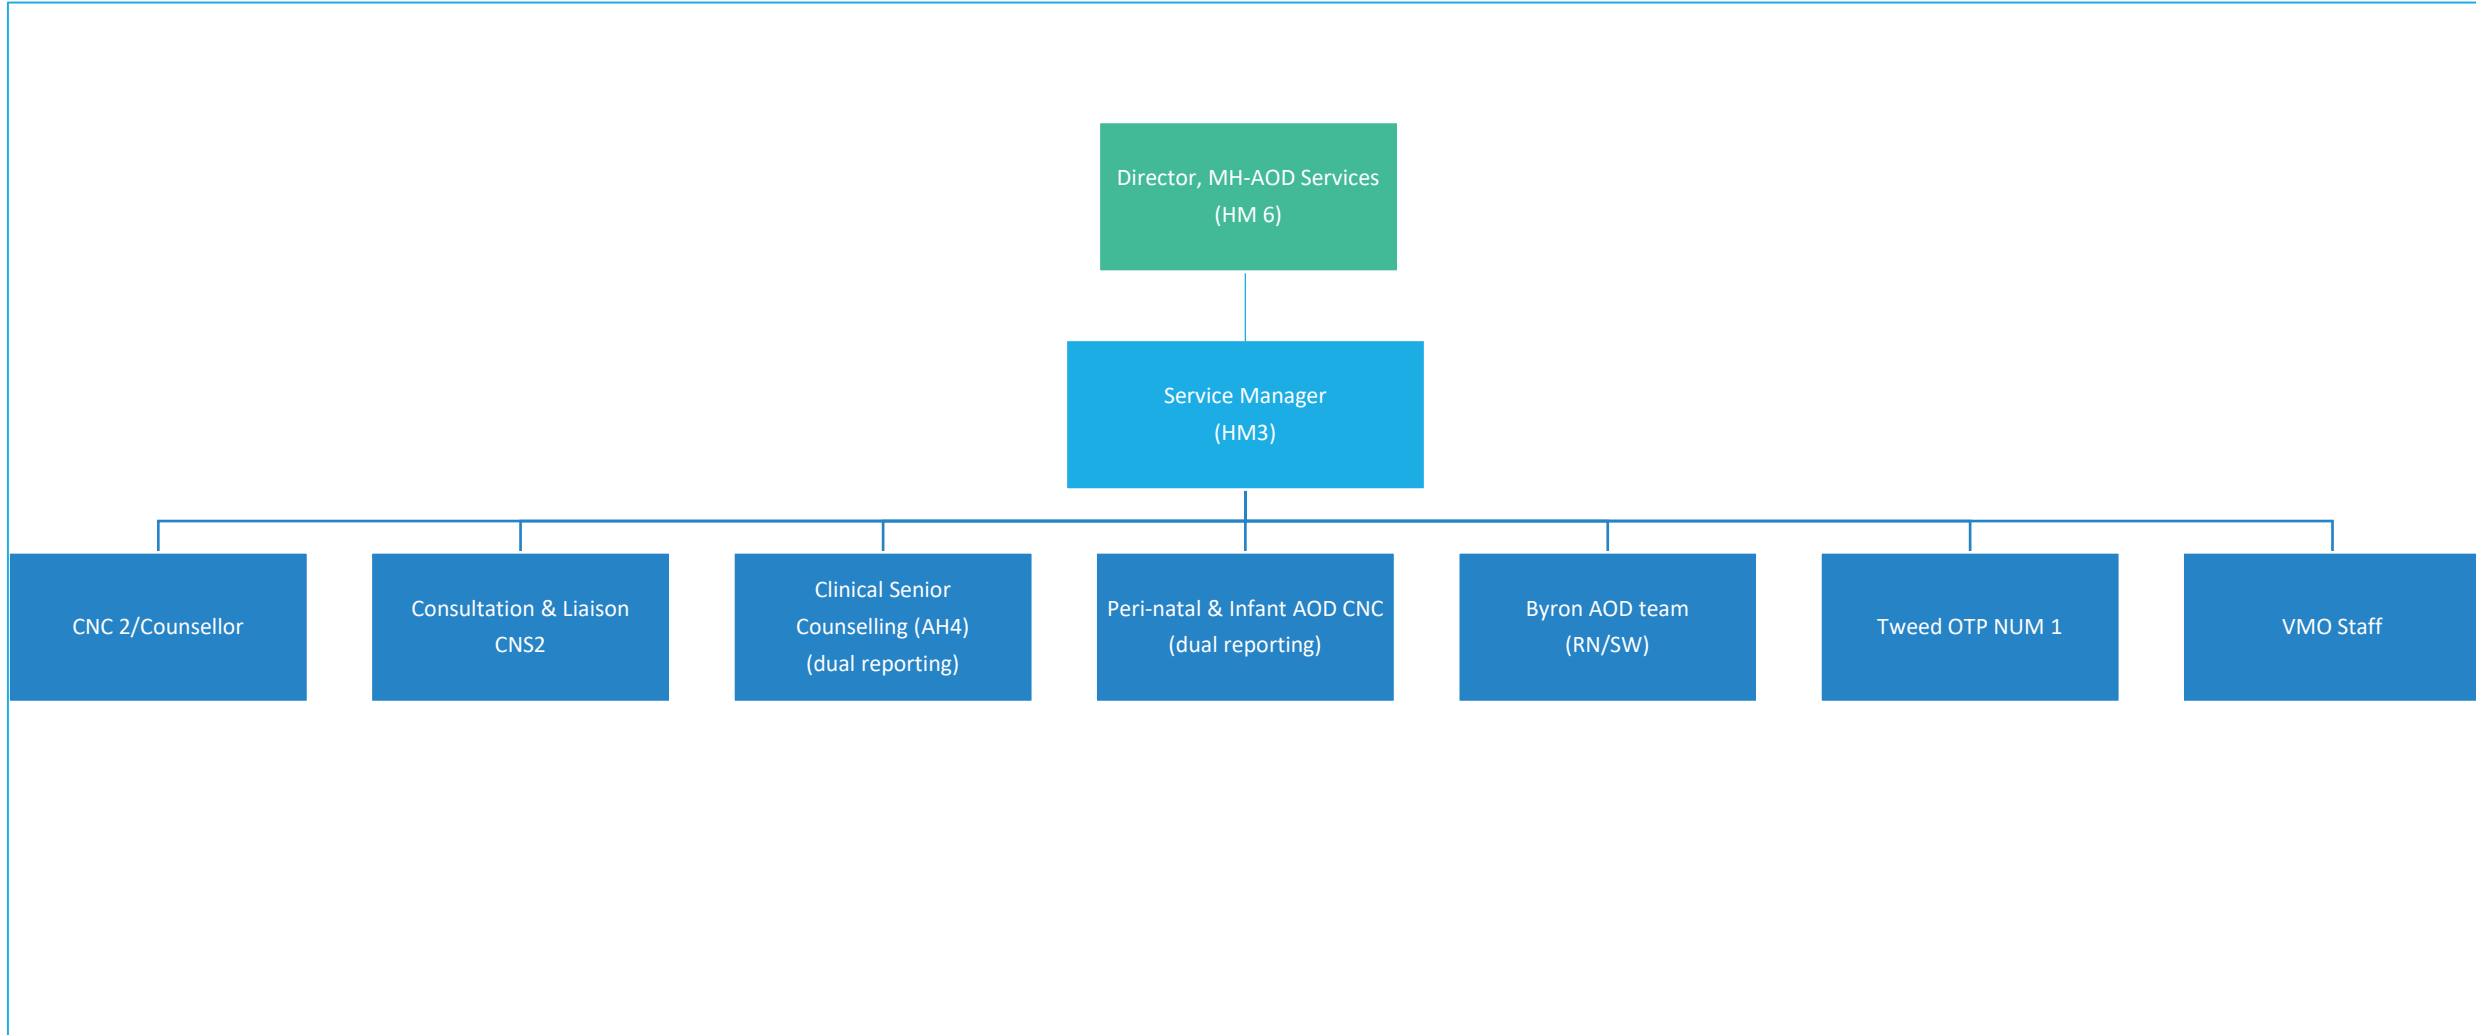 Director, MH-AOD Services
(HM 6)
Service Manager
(HM3)
CNC 2/Counsellor
Consultation & Liaison
CNS2
Clinical Senior
Counselling (AH4)
(dual reporting)
Peri-natal & Infant AOD CNC
(dual reporting)
Byron AOD team
(RN/SW)
Tweed OTP NUM 1
VMO Staff